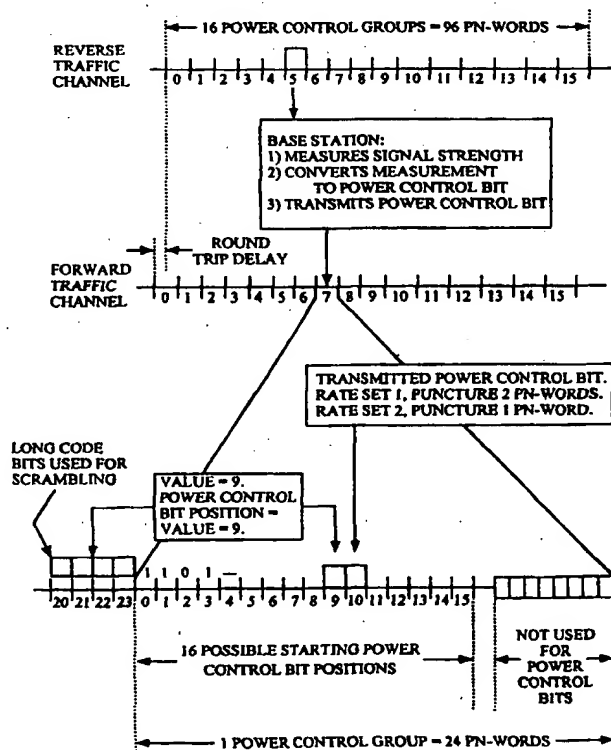 16 POWER CONTROL GROUPS = 96 PN-WORDS
REVERSE
TRAFFIC
CHANNEL
0 1 2 3 4 5 6 7 8 9 10 11 12 13 14 15
BASE STATION:
1) MEASURES SIGNAL STRENGTH
2) CONVERTS MEASUREMENT
TO POWER CONTROL BIT
3) TRANSMITS POWER CONTROL BIT
ROUND
TRIP DELAY
FORWARD
TRAFFIC
CHANNEL
0 1 2 3 4 5 6 7 8 9 10 11 12 13 14 15
TRANSMITTED POWER CONTROL BIT.
RATE SET 1, PUNCTURE 2 PN-WORDS.
RATE SET 2, PUNCTURE 1 PN-WORD.
LONG CODE
BITS USED FOR
SCRAMBLING
VALUE = 9.
POWER CONTROL
BIT POSITION =
VALUE = 9.
1 1 0 1 —
20 21 22 23 0 1 2 3 4 5 6 7 8 9 10 11 12 13 14 15
16 POSSIBLE STARTING POWER
CONTROL BIT POSITIONS
NOT USED
FOR
POWER
CONTROL
BITS
1 POWER CONTROL GROUP = 24 PN-WORDS